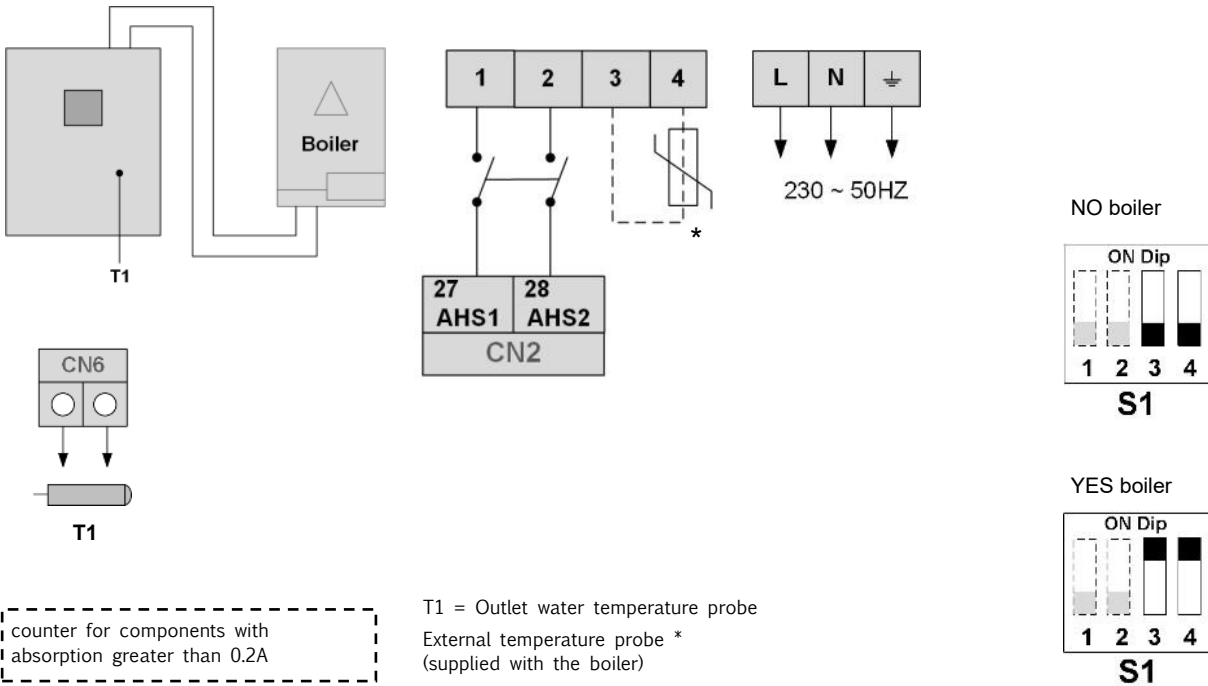 Boiler
T1
1 2 3 4
27 28
AHS1 AHS2
CN2
L N
230 ~ 50HZ
CN6
T1
NO boiler
ON Dip
1 2 3 4
S1
YES boiler
ON Dip
1 2 3 4
S1
counter for components with
absorption greater than 0.2A
T1 = Outlet water temperature probe
External temperature probe *
(supplied with the boiler)
*